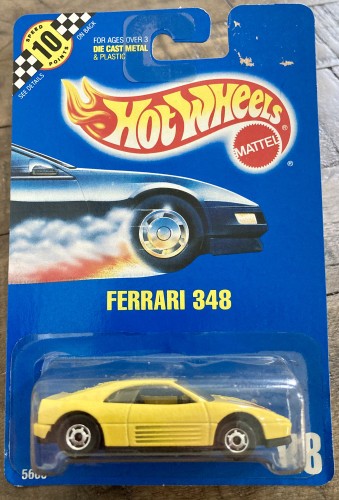 SPEED
10
POINTS
SEE DETAILS
ON BACK
FOR AGES OVER 3
DIE CAST METAL
& PLASTIC
HOT WHEELS
®
MATTEL
®
FERRARI 348